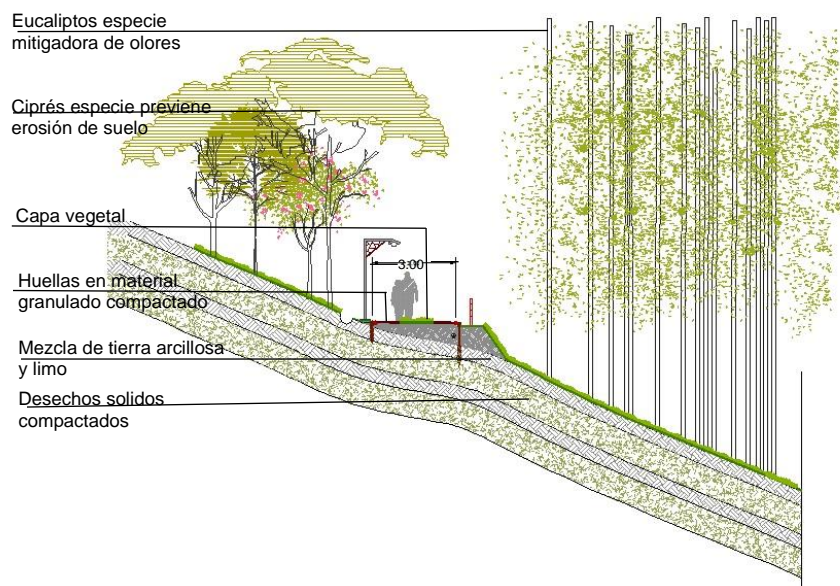 Eucaliptos especie
mitigadora de olores
Ciprés especie previene
erosión de suelo
Capa vegetal
3.00
Huellas en material
granulado compactado
Mezcla de tierra arcillosa
y limo
Desechos solidos
compactados